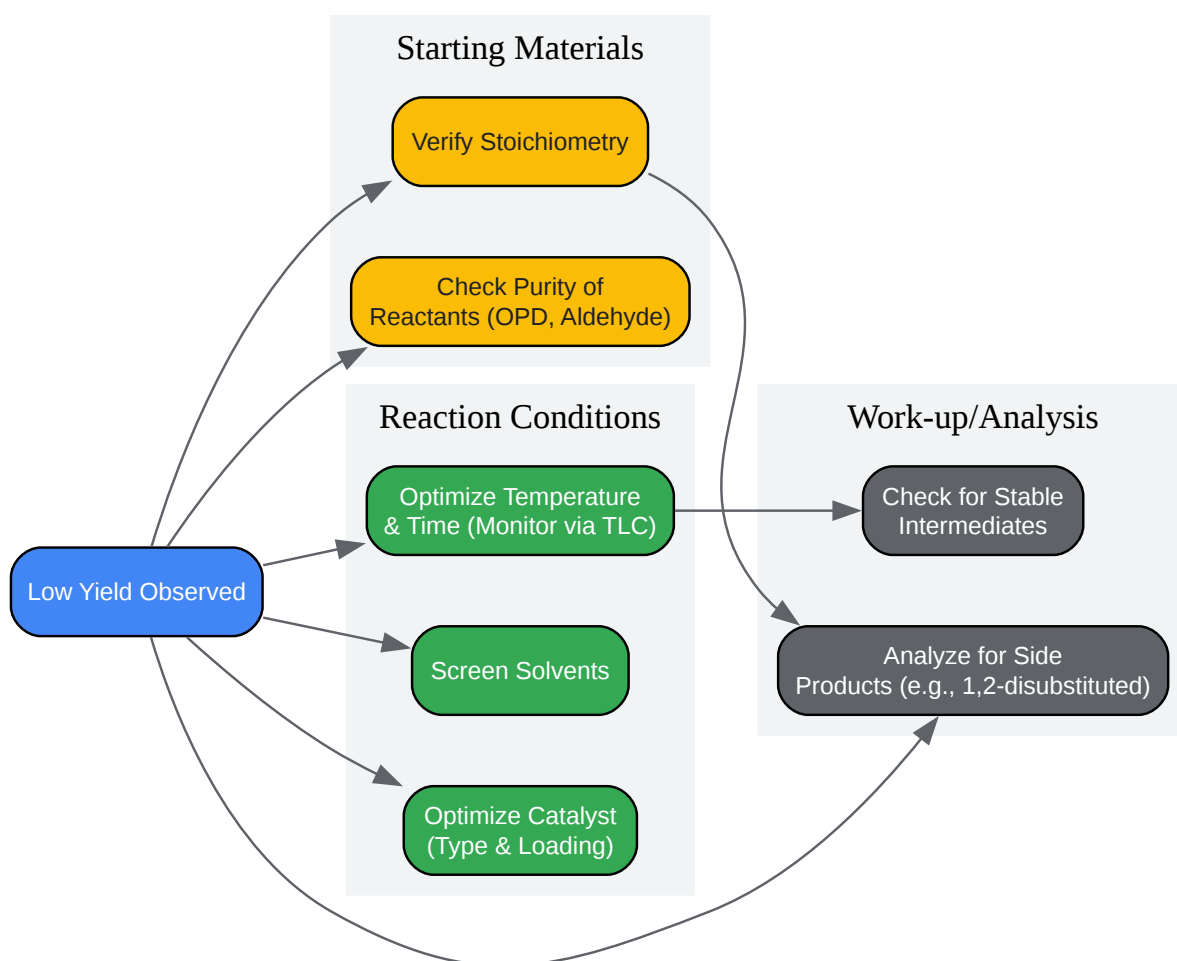 Starting Materials
Verify Stoichiometry
Check Purity of
Reactants (OPD, Aldehyde)
Reaction Conditions
Optimize Temperature
& Time (Monitor via TLC)
Screen Solvents
Optimize Catalyst
(Type & Loading)
Work-up/Analysis
Check for Stable
Intermediates
Analyze for Side
Products (e.g., 1,2-disubstituted)
Low Yield Observed